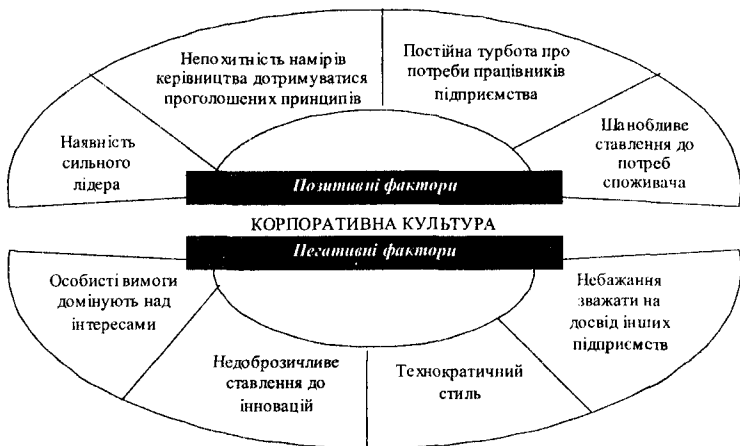 Непохитність намірів
керівництва дотримуватися
проголошених принципів
Постійна турбота про
потреби працівників
підприємства
Наявність
сильного
лідера
Шанобливе
ставлення до
потреб
споживача
Позитивні фактори
КОРПОРАТИВНА КУЛЬТУРА
Негативні фактори
Особисті вимоги
домінують над
інтересами
Небажання
зважати на
досвід інших
підприємств
Недоброзичливе
ставлення до
інновацій
Технократичний
стиль